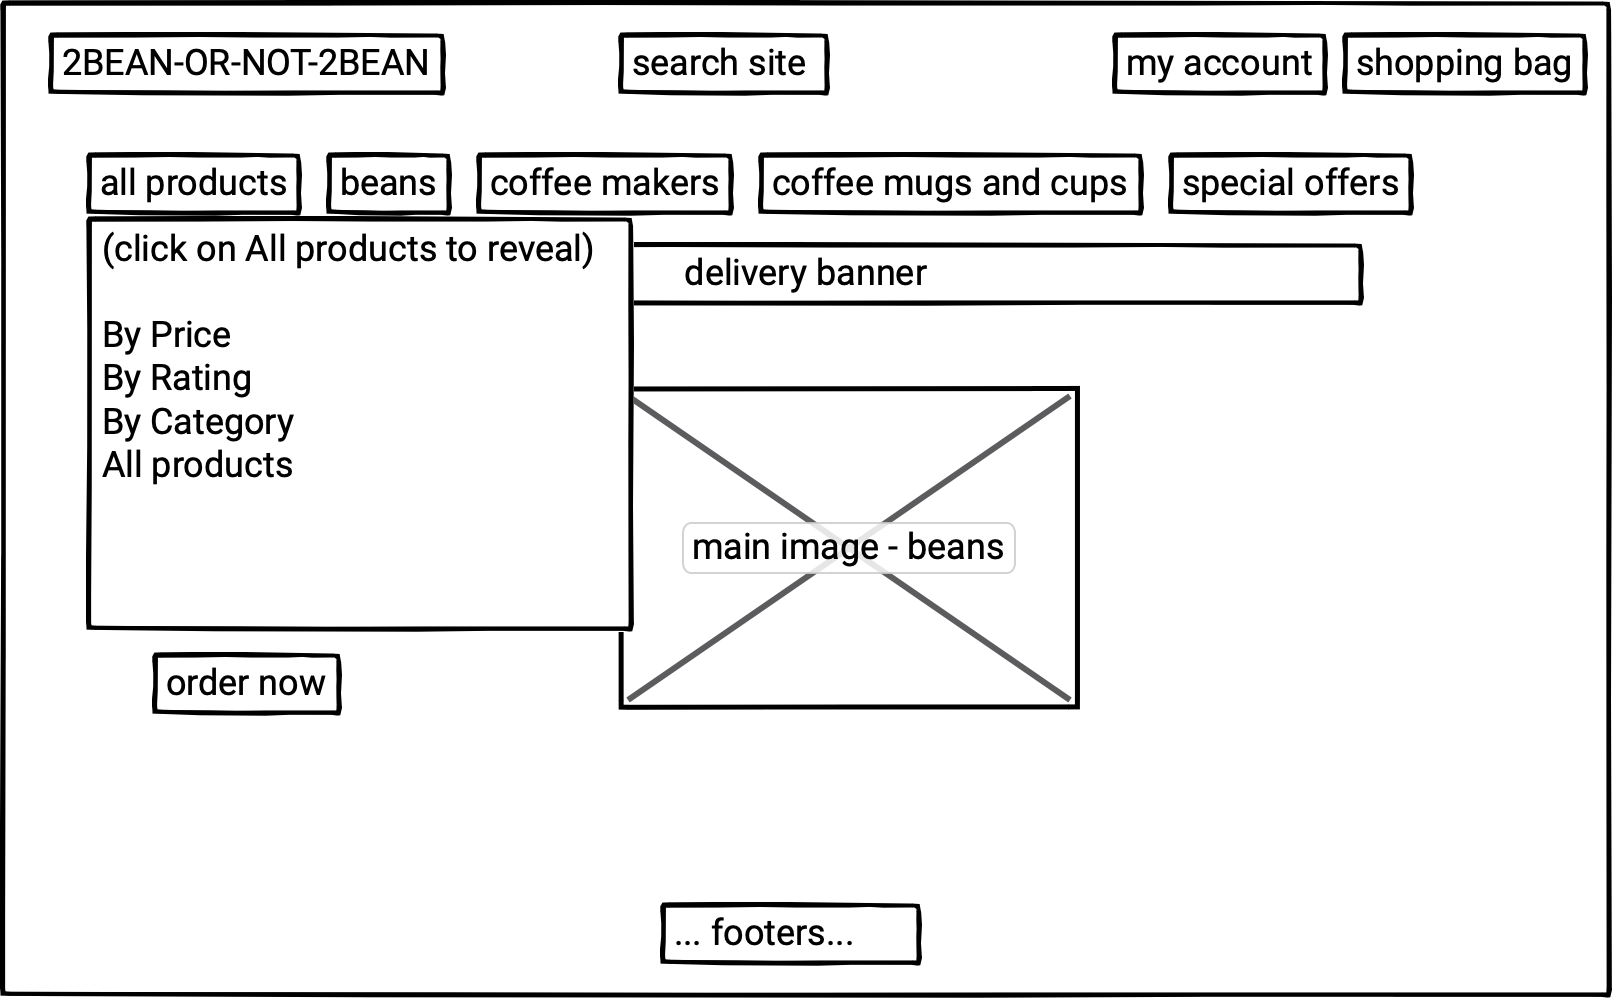 2BEAN-OR-NOT-2BEAN
search site
my account
shopping bag
all products
beans
coffee makers
coffee mugs and cups
special offers
(click on All products to reveal)
By Price
By Rating
By Category
All products
delivery banner
main image - beans
order now
... footers...